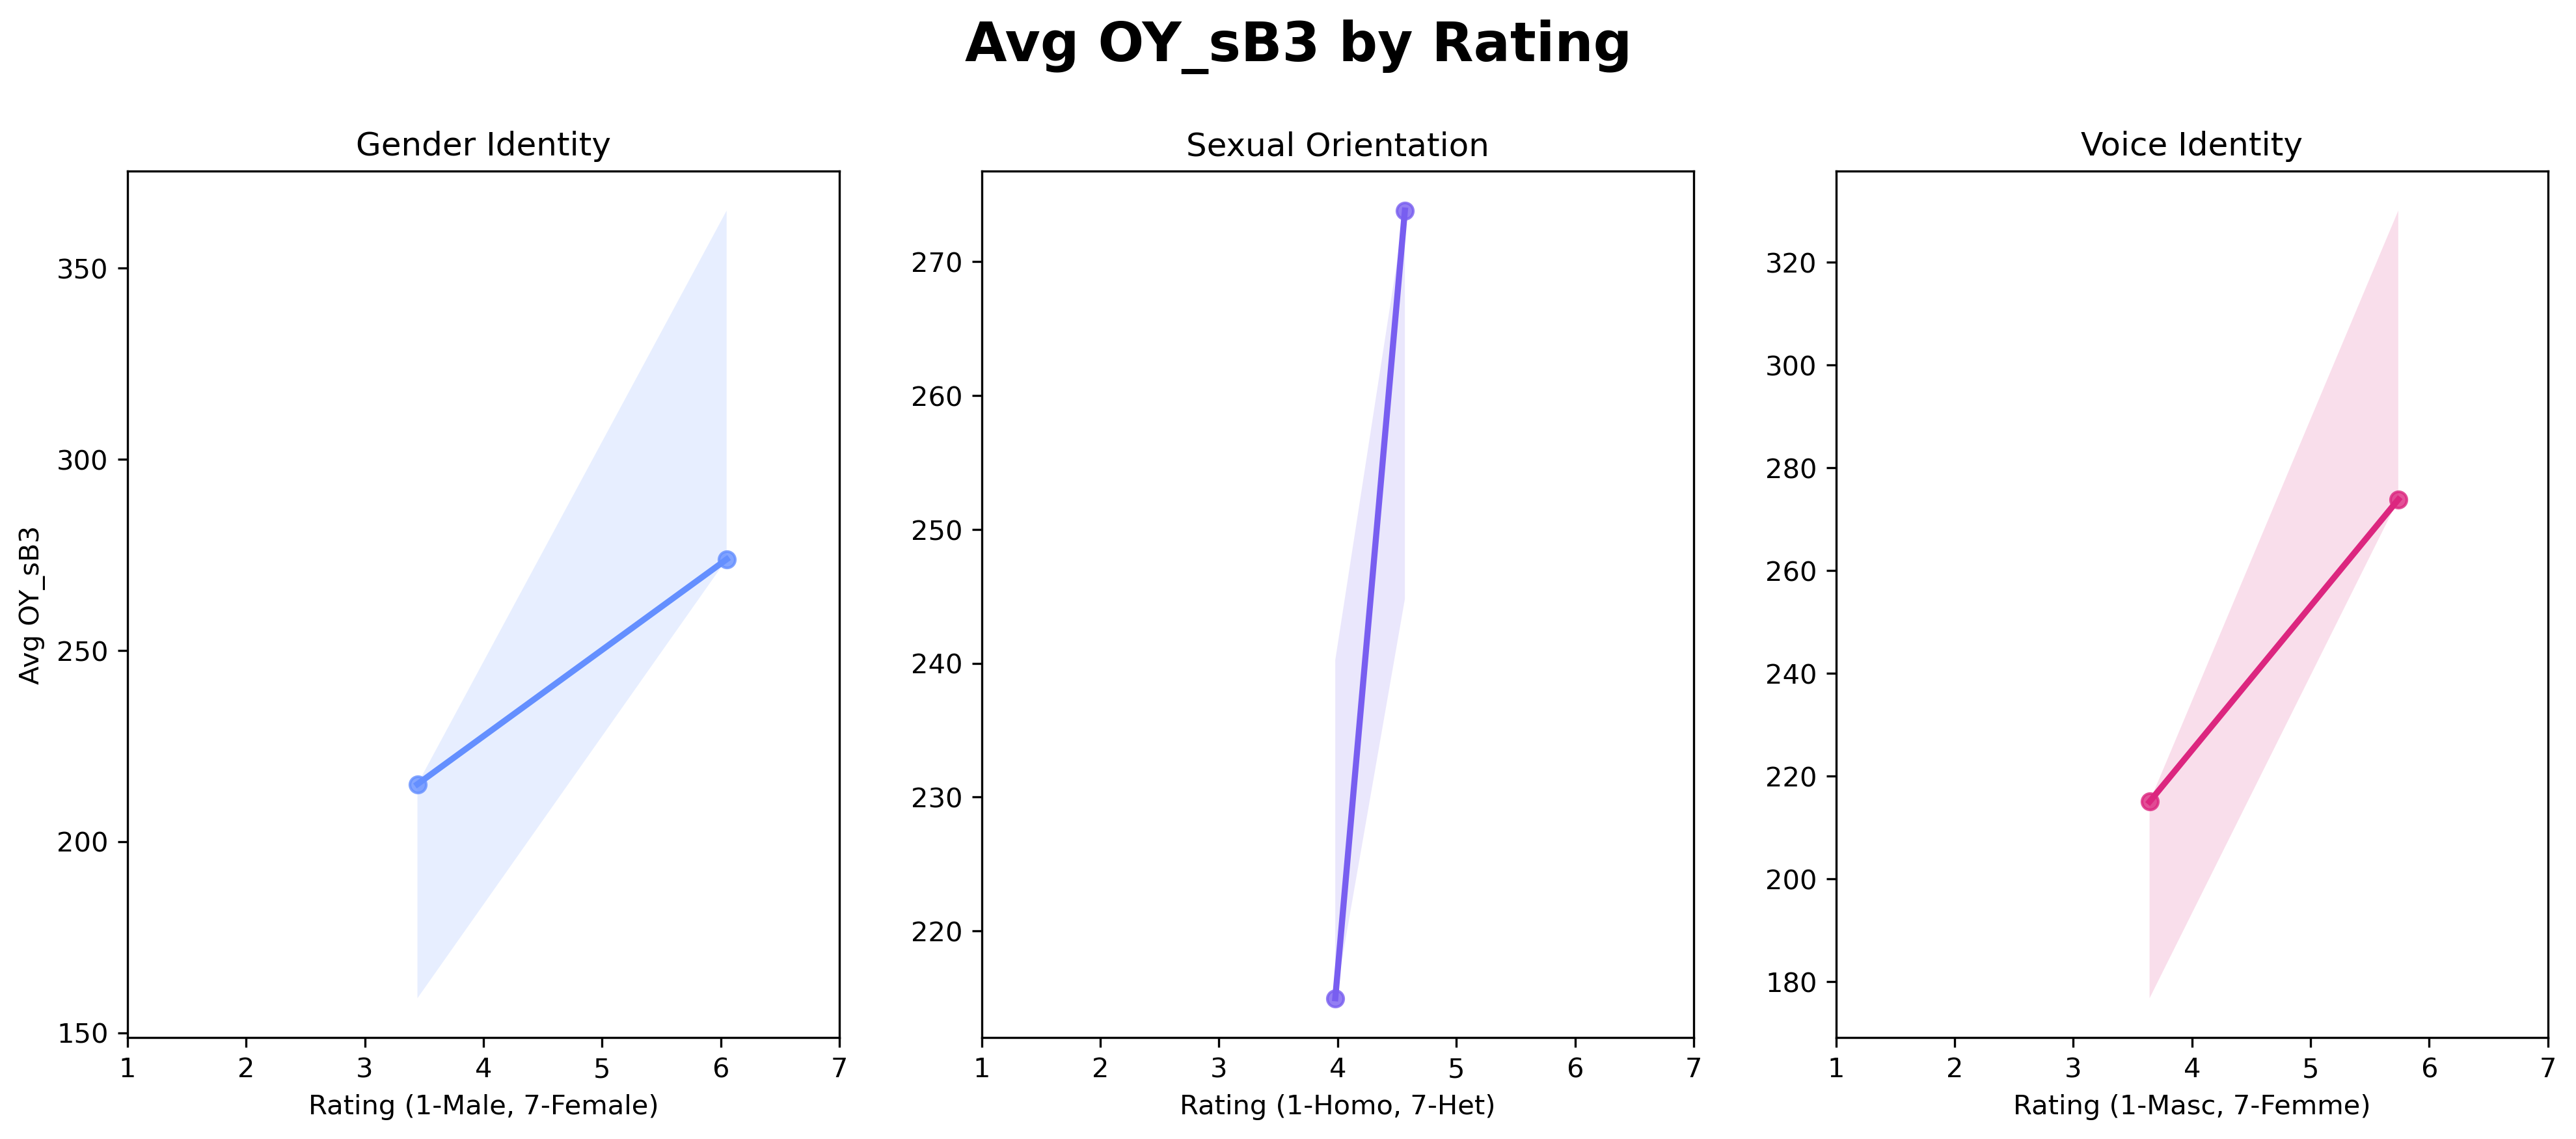 Avg OY_sB3 by Rating
Gender Identity
Avg OY_sB3
350
300
250
200
150
1 2 3 4 5 6 7
Rating (1-Male, 7-Female)
Sexual Orientation
270
260
250
240
230
220
1 2 3 4 5 6 7
Rating (1-Homo, 7-Het)
Voice Identity
320
300
280
260
240
220
200
180
1 2 3 4 5 6 7
Rating (1-Masc, 7-Femme)